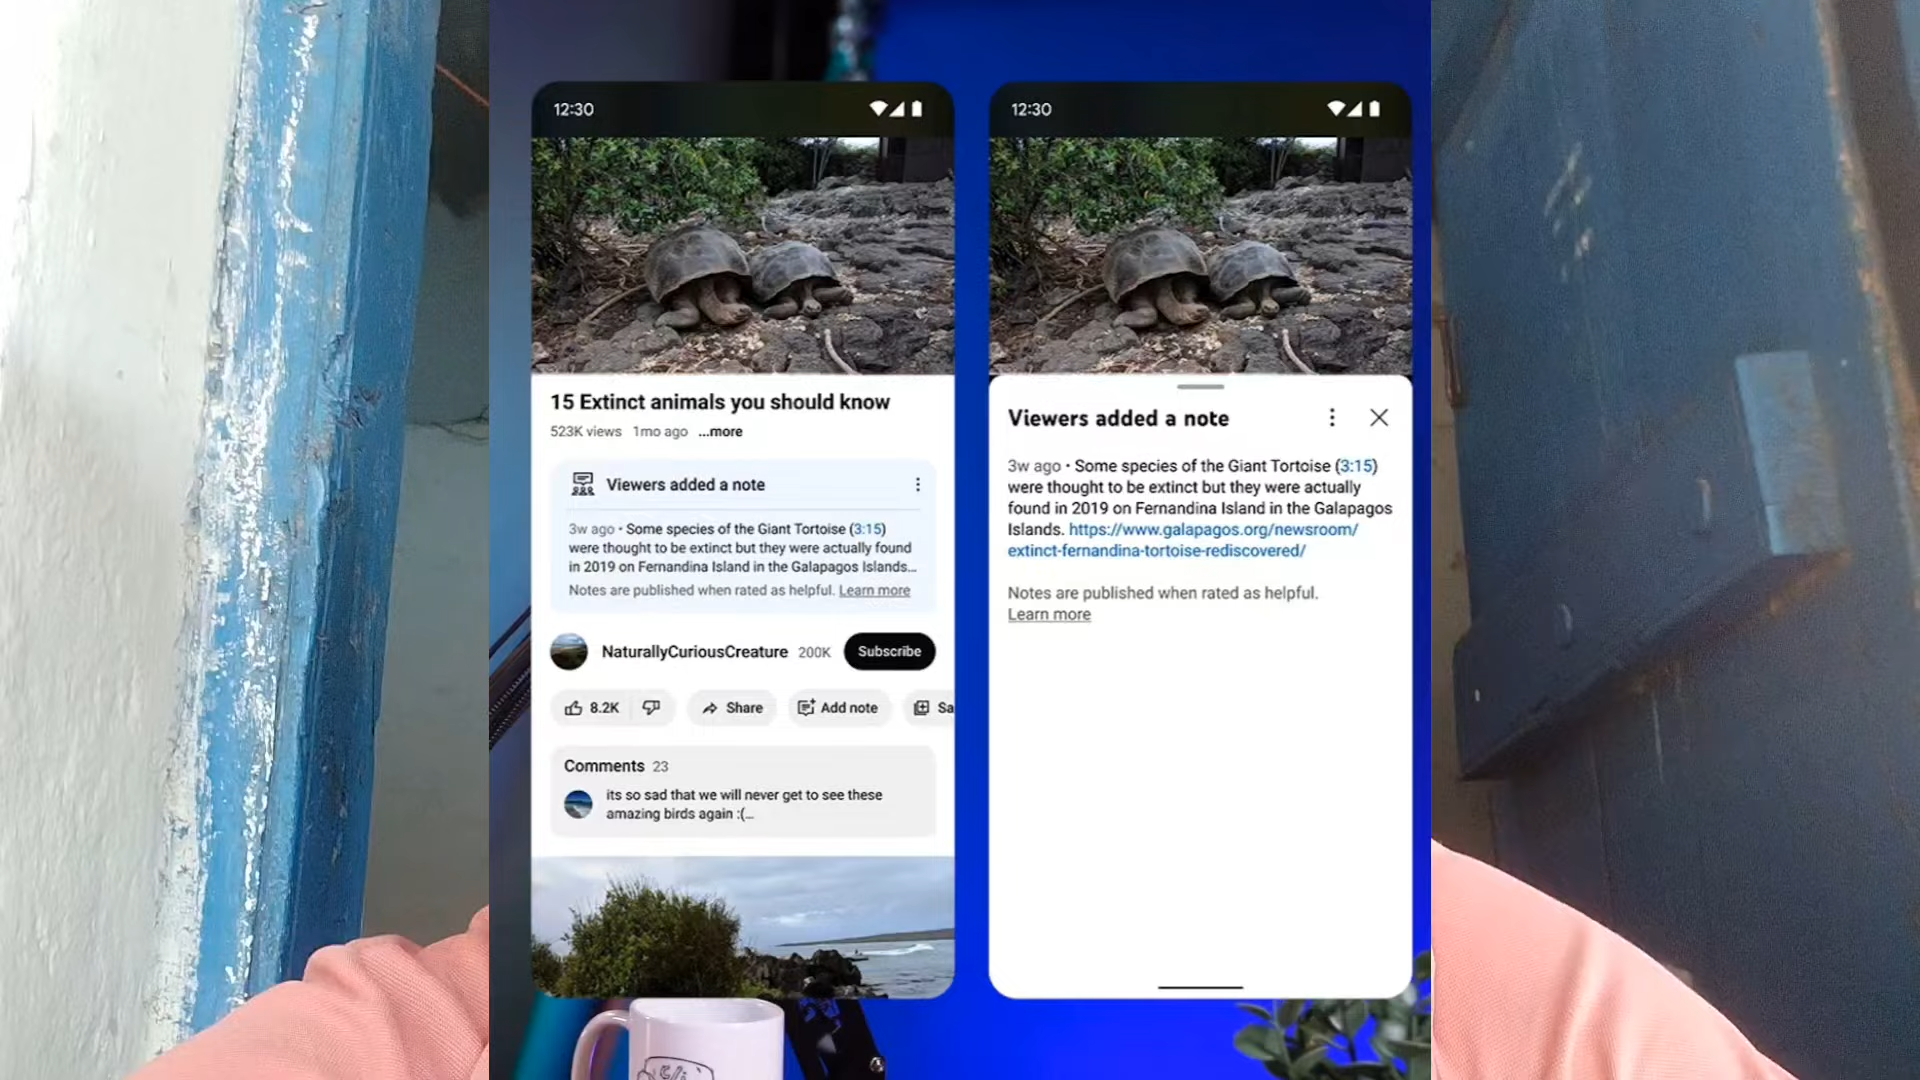 12:30
15 Extinct animals you should know
523K views 1mo ago ...more
Viewers added a note
3w ago • Some species of the Giant Tortoise (3:15)
were thought to be extinct but they were actually found
in 2019 on Fernandina Island in the Galapagos Islands...
Notes are published when rated as helpful. Learn more
NaturallyCuriousCreature 200K Subscribe
8.2K Share Add note Sa
Comments 23
its so sad that we will never get to see these
amazing birds again :(...
12:30
Viewers added a note
3w ago • Some species of the Giant Tortoise (3:15)
were thought to be extinct but they were actually
found in 2019 on Fernandina Island in the Galapagos
Islands. https://www.galapagos.org/newsroom/
extinct-fernandina-tortoise-rediscovered/
Notes are published when rated as helpful.
Learn more